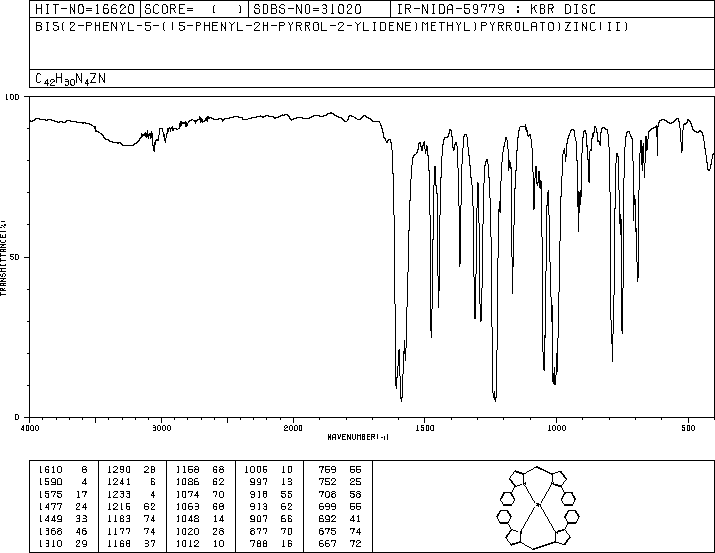 HIT-NO=16620 SCORE= ( ) SDBS-NO=31020 IR-NIDA-59779 : KBR DISC
BIS(2-PHENYL-5-((5-PHENYL-2H-PYRROL-2-YLIDENE)METHYL)PYRROLATO)ZINC(II)
C42H30N4ZN
100
TRANSMITTANCE(%)
50
0
4000 3000 2000 1500 1000 500
WAVENUMBER(-1)
1610 8 1290 28 1158 68 1006 10 759 55
1590 4 1241 6 1086 62 997 13 752 25
1575 17 1233 4 1074 70 918 55 708 58
1477 24 1215 62 1063 68 913 62 699 55
1449 33 1183 74 1048 14 907 66 692 41
1366 46 1177 74 1020 28 877 70 675 74
1310 29 1168 37 1012 10 788 16 667 72